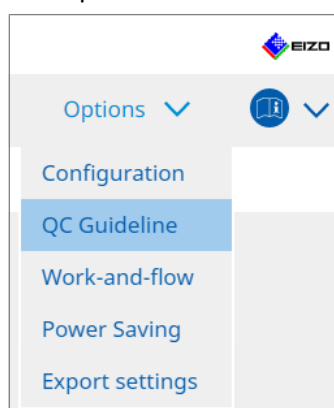 EIZO
Options
Configuration
QC Guideline
Work-and-flow
Power Saving
Export settings